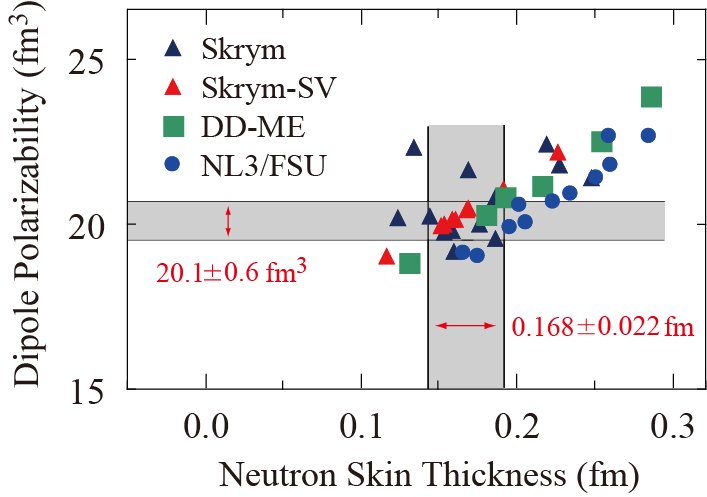 Dipole Polarizability (fm³)
25
20
15
Skrym
Skrym-SV
DD-ME
NL3/FSU
20.1±0.6 fm³
0.168±0.022 fm
0.0 0.1 0.2 0.3
Neutron Skin Thickness (fm)